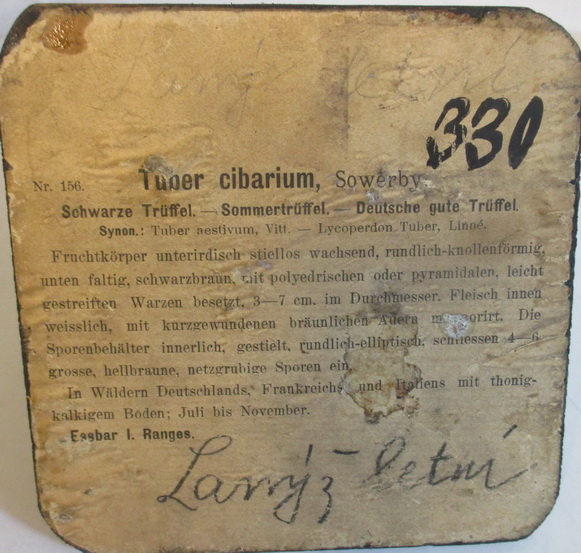 Lanýž letní
330
Nr. 156. Tuber cibarium, Sowerby.
Schwarze Trüffel. — Sommertrüffel. — Deutsche gute Trüffel.
Synon.: Tuber aestivum, Vitt. — Lycoperdon Tuber, Linné.
Fruchtkörper unterirdisch stiellos wachsend, rundlich-knollenförmig,
unten faltig, schwarzbraun, mit polyedrischen oder pyramidalen, leicht
gestreiften Warzen besetzt, 3—7 cm. im Durchmesser. Fleisch innen
weisslich, mit kurzgewundenen bräunlichen Adern marmorirt. Die
Sporenbehälter innerlich, gestielt, rundlich-elliptisch, schliessen 4—6
grosse, hellbraune, netzgrubige Sporen ein.
In Wäldern Deutschlands, Frankreichs und Italiens mit thonig-
kalkigem Boden; Juli bis November.
Essbar I. Ranges.
Lanýž letní